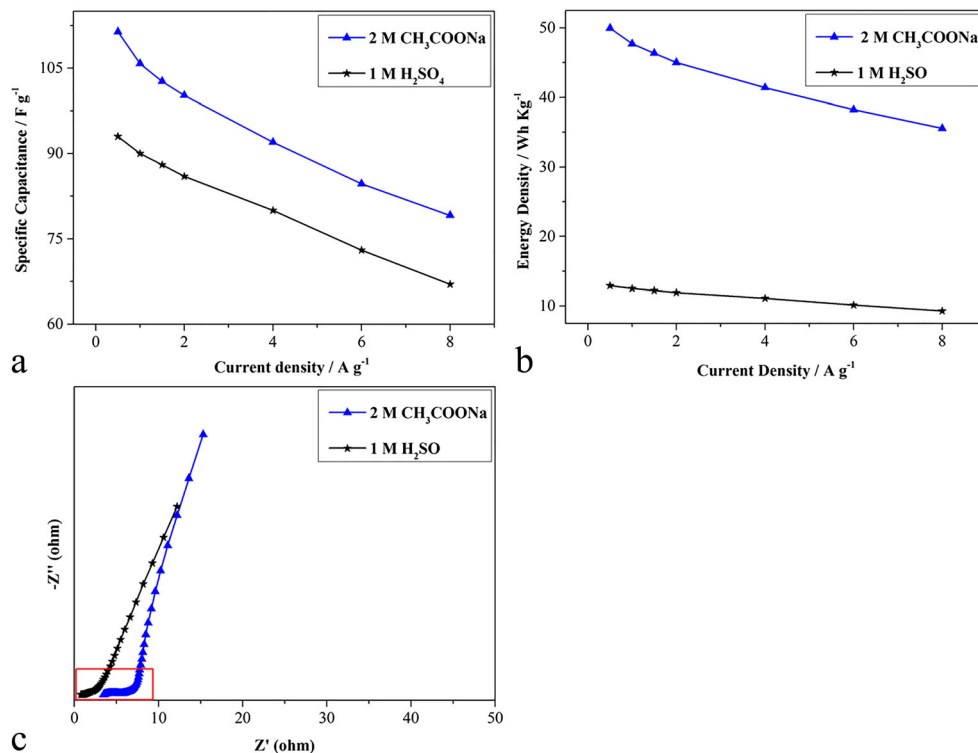 105
90
75
60
0
2
4
6
8
Specific Capacitance / F g⁻¹
Current density / A g⁻¹
2 M CH₃COONa
1 M H₂SO₄
a
50
40
30
20
10
0
2
4
6
8
Energy Density / Wh Kg⁻¹
Current Density / A g⁻¹
2 M CH₃COONa
1 M H₂SO
b
-Z'' (ohm)
2 M CH₃COONa
1 M H₂SO
0
10
20
30
40
50
Z' (ohm)
c